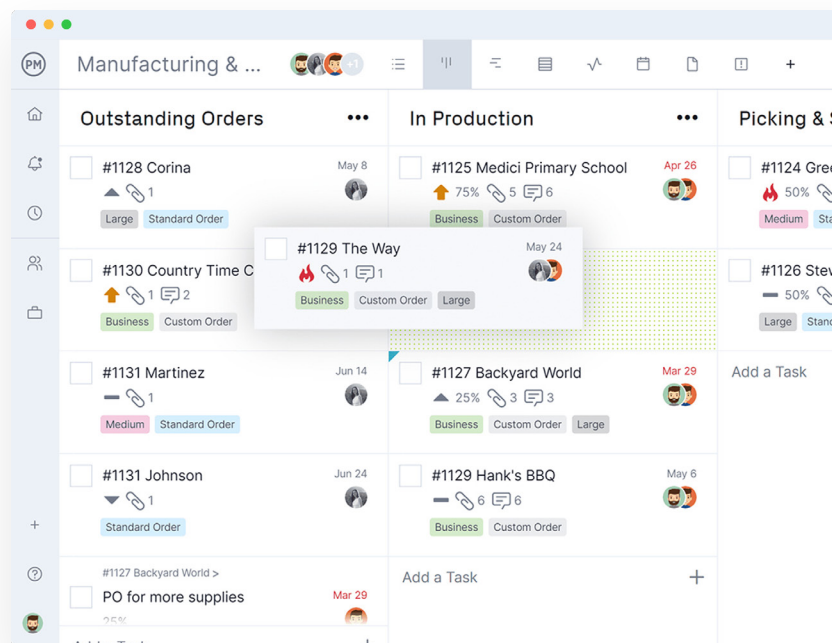 PM
Manufacturing & ...
+1
Outstanding Orders
#1128 Corina
May 8
1
Large
Standard Order
#1130 Country Time C
1
2
Business
Custom Order
#1131 Martinez
Jun 14
1
Medium
Standard Order
#1131 Johnson
Jun 24
1
Standard Order
#1127 Backyard World >
PO for more supplies
Mar 29
25%
#1129 The Way
May 24
1
1
Business
Custom Order
Large
In Production
#1125 Medici Primary School
Apr 26
75%
5
6
Business
Custom Order
#1127 Backyard World
Mar 29
25%
3
3
Business
Custom Order
Large
#1129 Hank's BBQ
May 6
6
6
Business
Custom Order
Add a Task
Picking &
#1124 Gree
50%
Medium
Sta
#1126 Stev
50%
Large
Stand
Add a Task